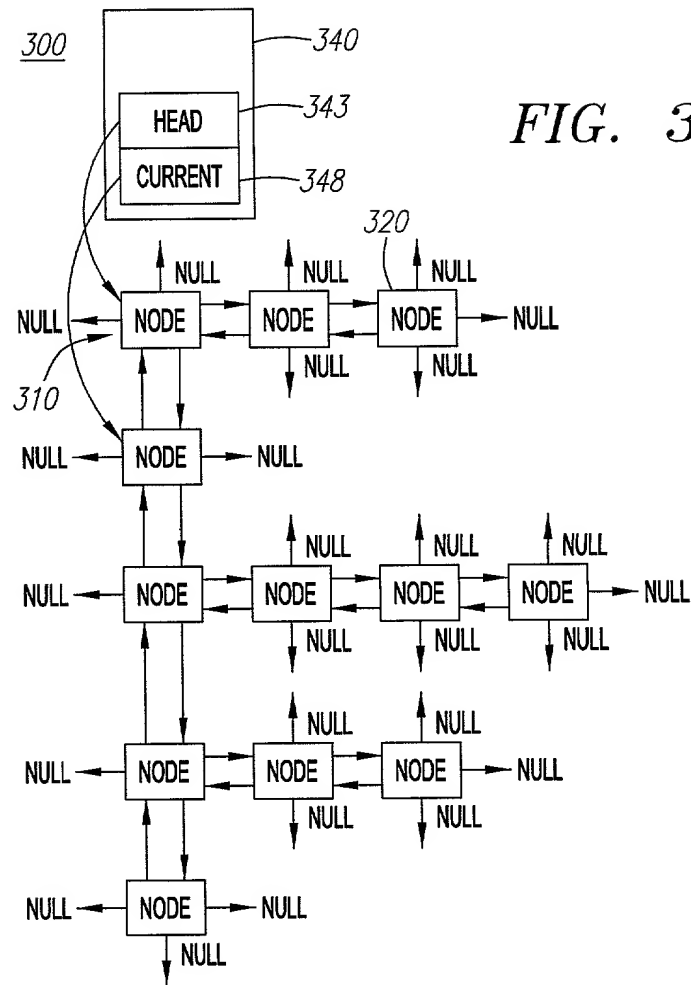 300
340
HEAD
343
FIG. 3
CURRENT
348
320
NULL NULL NULL
NULL NODE NODE NODE NULL
310
NULL NULL
NULL NODE NULL
NULL NULL NULL
NULL NODE NODE NODE NODE NULL
NULL NULL NULL
NULL NULL
NULL NODE NODE NODE NULL
NULL NULL
NULL NODE NULL
NULL